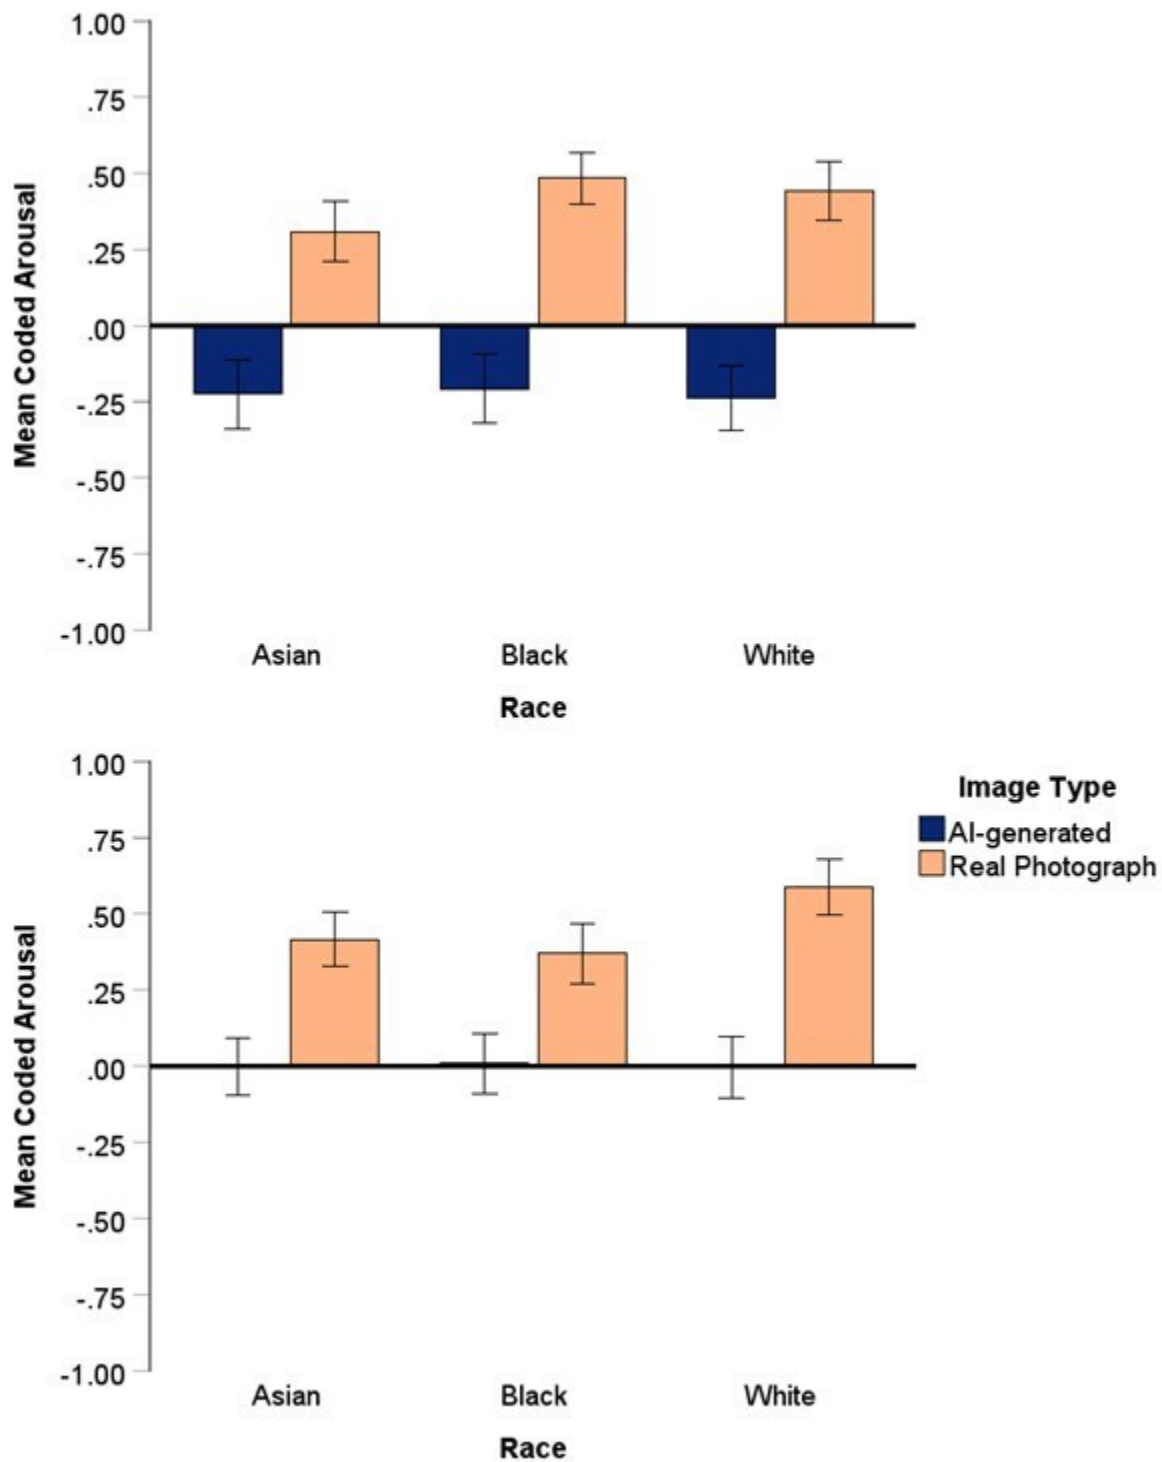 1.00
.75
.50
.25
.00
-.25
-.50
-.75
-1.00
Mean Coded Arousal
Asian Black White
Race
1.00
.75
.50
.25
.00
-.25
-.50
-.75
-1.00
Mean Coded Arousal
Asian Black White
Race
Image Type
AI-generated
Real Photograph